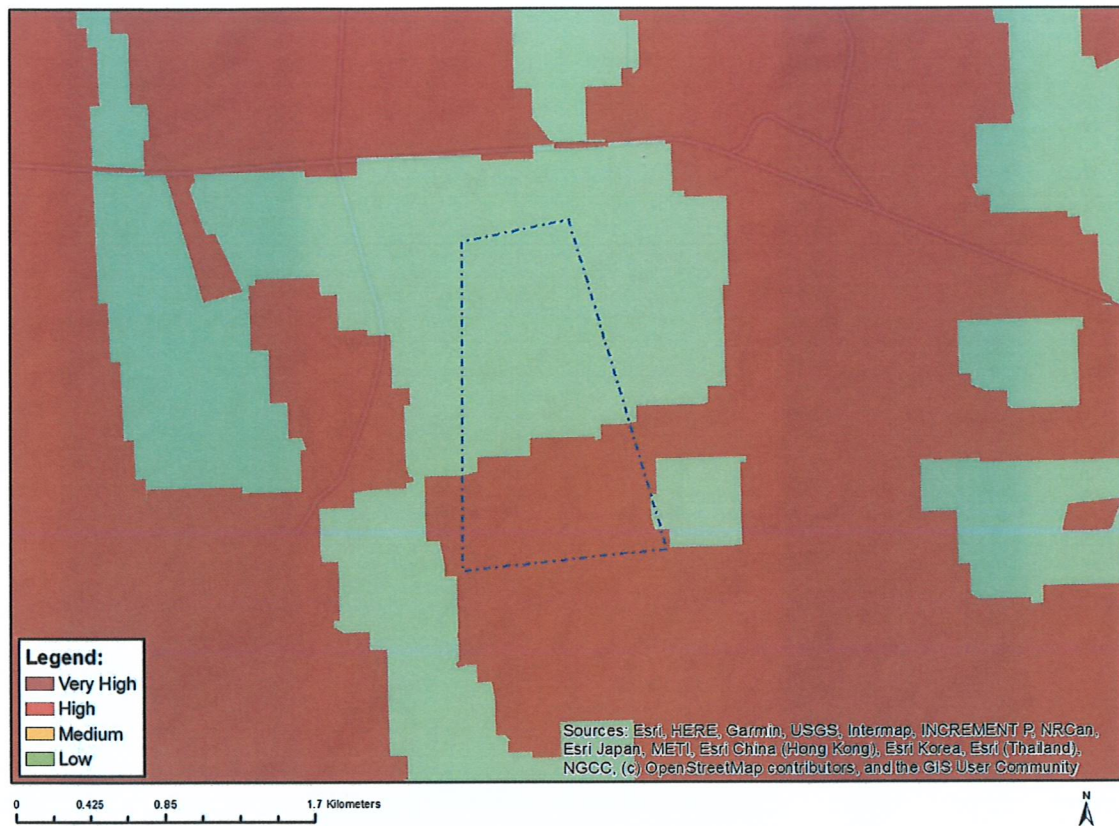 Legend:
Very High
High
Medium
Low
Sources: Esri, HERE, Garmin, USGS, Intermap, INCREMENT P, NRCan,
Esri Japan, METI, Esri China (Hong Kong), Esri Korea, Esri (Thailand),
NGCC, (c) OpenStreetMap contributors, and the GIS User Community
0 0.425 0.85 1.7 Kilometers
N